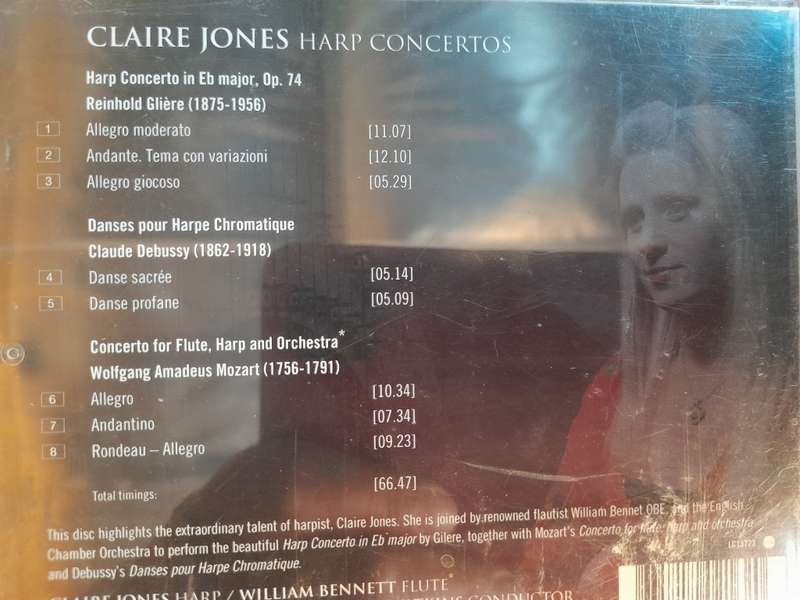 CLAIRE JONES HARP CONCERTOS
Harp Concerto in Eb major, Op. 74
Reinhold Glière (1875-1956)
1 Allegro moderato [11.07]
2 Andante. Tema con variazioni [12.10]
3 Allegro giocoso [05.29]
Danses pour Harpe Chromatique
Claude Debussy (1862-1918)
4 Danse sacrée [05.14]
5 Danse profane [05.09]
Concerto for Flute, Harp and Orchestra*
Wolfgang Amadeus Mozart (1756-1791)
6 Allegro [10.34]
7 Andantino [07.34]
8 Rondeau – Allegro [09.23]
Total timings: [66.47]
This disc highlights the extraordinary talent of harpist, Claire Jones. She is joined by renowned flautist William Bennet OBE, and the English
Chamber Orchestra to perform the beautiful Harp Concerto in Eb major by Gilere, together with Mozart's Concerto for flute, harp and orchestra
and Debussy's Danses pour Harpe Chromatique.
CLAIRE JONES HARP / WILLIAM BENNETT FLUTE*
CONDUCTOR